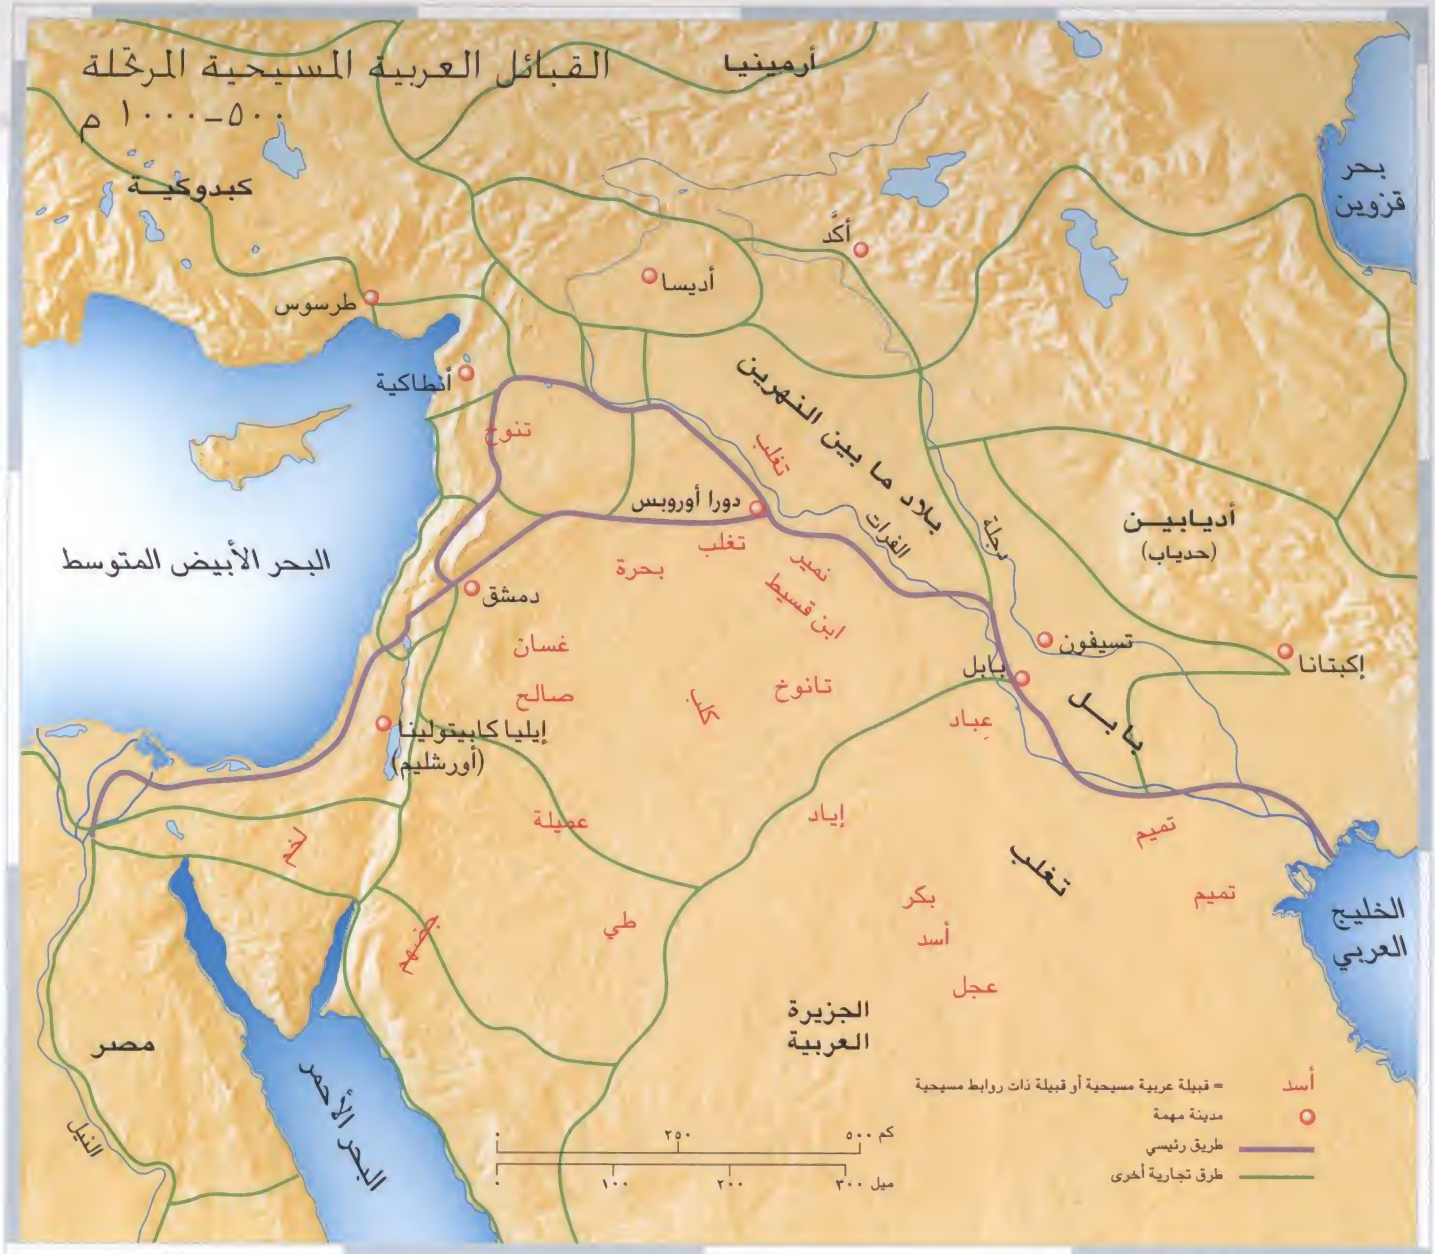 القبائل العربية المسيحية المرتحلة
٥٠٠–١٠٠٠ م
أرمينيا
كبدوكية
بحر
قزوين
أكَّد
أديسا
طرسوس
أنطاكية
تنوخ
بلاد ما بين النهرين
تغلب
دورا أوروبس
الفرات
دجلة
أديابين
(حدياب)
البحر الأبيض المتوسط
تغلب
بحرة
نمير
ابن قسيط
دمشق
غسان
تسيفون
إكبتانا
بابل
صالح
كلب
تانوخ
عِباد
بابل
إيليا كابيتولينا
(أورشليم)
عميلة
إياد
تميم
لخم
تغلب
تميم
بكر
طي
أسد
الخليج
العربي
عجل
الجزيرة
العربية
مصر
البحر الأحمر
النيل
أسد = قبيلة عربية مسيحية أو قبيلة ذات روابط مسيحية
مدينة مهمة
طريق رئيسي
طرق تجارية أخرى
٠ ٢٥٠ ٥٠٠ كم
٠ ١٠٠ ٢٠٠ ٣٠٠ ميل